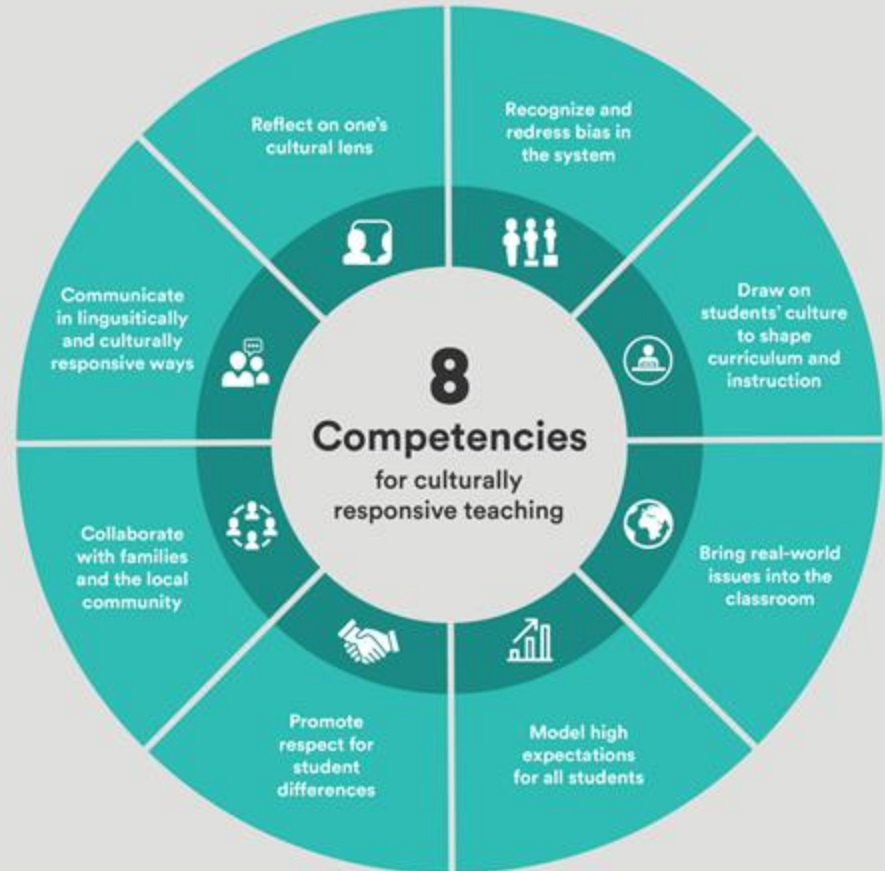 8
Competencies
for culturally
responsive teaching
Reflect on one's
cultural lens
Recognize and
redress bias in
the system
Draw on
students' culture
to shape
curriculum and
instruction
Bring real-world
issues into the
classroom
Model high
expectations
for all students
Promote
respect for
student
differences
Collaborate
with families
and the local
community
Communicate
in lingusitically
and culturally
responsive ways